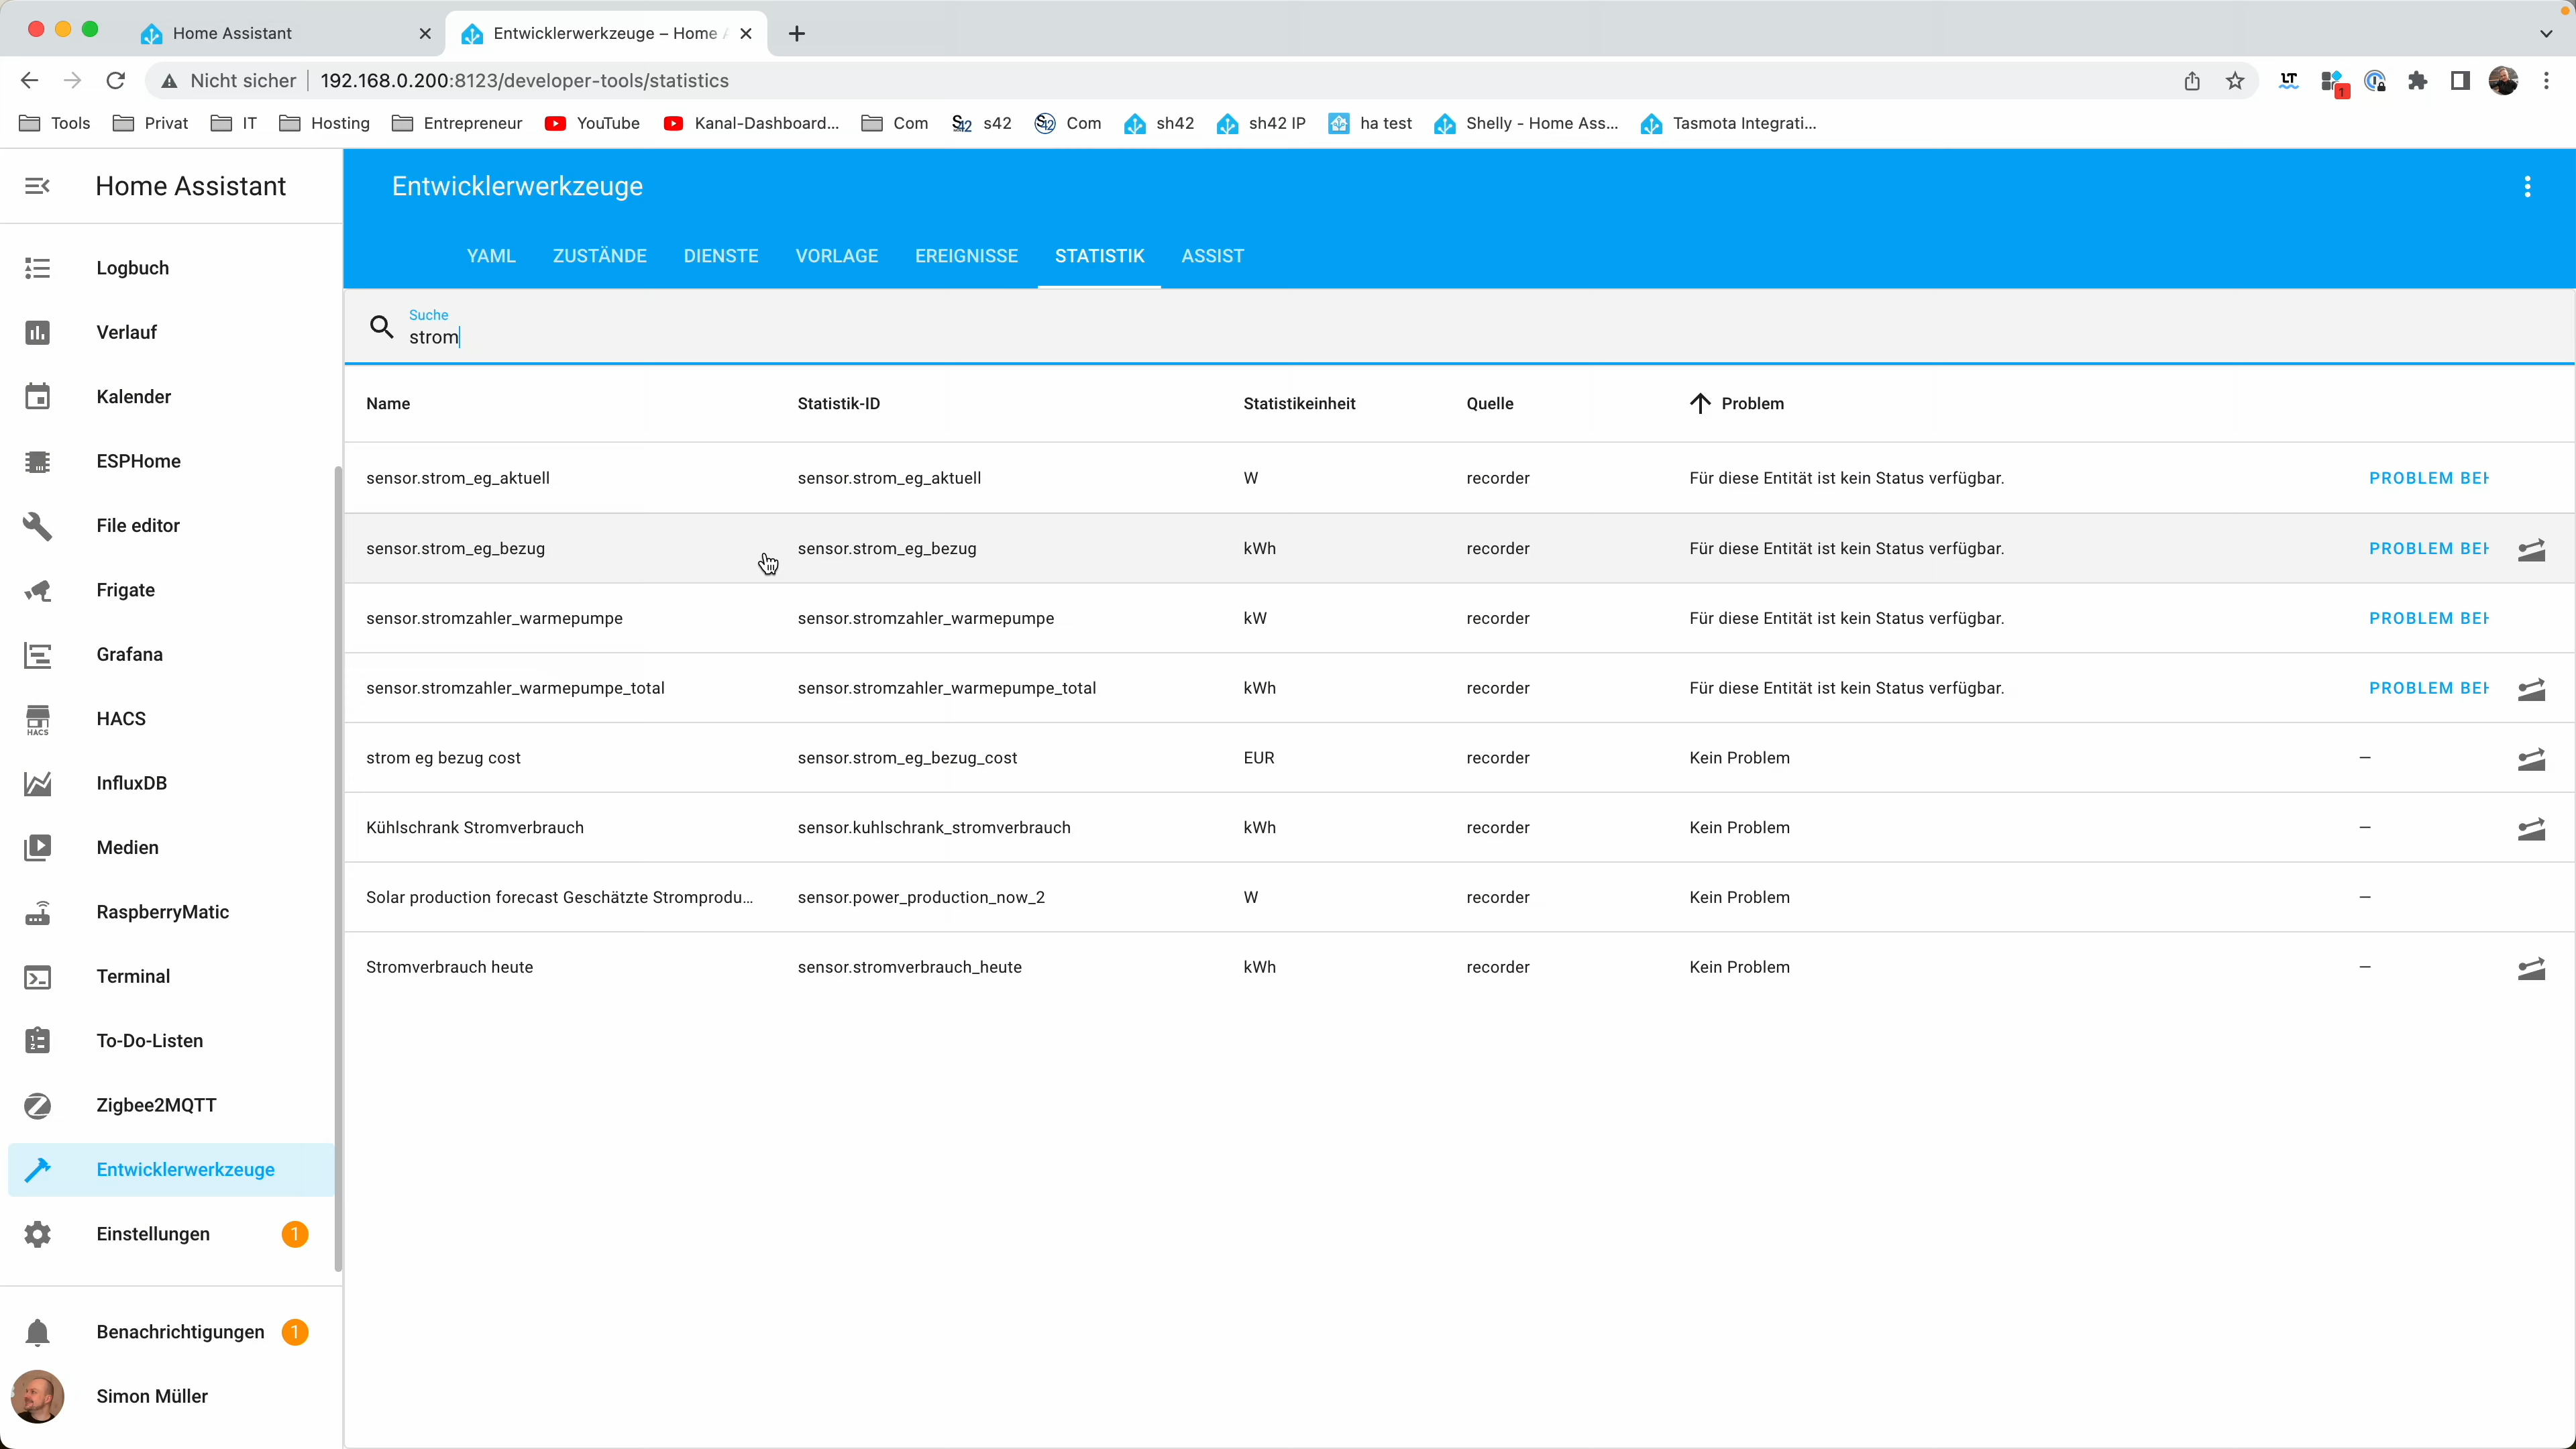 Home Assistant
Entwicklerwerkzeuge – Home A
Nicht sicher 192.168.0.200:8123/developer-tools/statistics
1
Tools Privat IT Hosting Entrepreneur YouTube Kanal-Dashboard... Com s42 Com sh42 sh42 IP ha test Shelly - Home Ass... Tasmota Integrati...
Home Assistant
Logbuch
Verlauf
Kalender
ESPHome
File editor
Frigate
Grafana
HACS
HACS
InfluxDB
Medien
RaspberryMatic
Terminal
To-Do-Listen
Zigbee2MQTT
Entwicklerwerkzeuge
Einstellungen 1
Benachrichtigungen 1
Simon Müller
Entwicklerwerkzeuge
YAML ZUSTÄNDE DIENSTE VORLAGE EREIGNISSE STATISTIK ASSIST
Suche
strom
Name Statistik-ID Statistikeinheit Quelle Problem
sensor.strom_eg_aktuell sensor.strom_eg_aktuell W recorder Für diese Entität ist kein Status verfügbar. PROBLEM BEH
sensor.strom_eg_bezug sensor.strom_eg_bezug kWh recorder Für diese Entität ist kein Status verfügbar. PROBLEM BEH
sensor.stromzahler_warmepumpe sensor.stromzahler_warmepumpe kW recorder Für diese Entität ist kein Status verfügbar. PROBLEM BEH
sensor.stromzahler_warmepumpe_total sensor.stromzahler_warmepumpe_total kWh recorder Für diese Entität ist kein Status verfügbar. PROBLEM BEH
strom eg bezug cost sensor.strom_eg_bezug_cost EUR recorder Kein Problem –
Kühlschrank Stromverbrauch sensor.kuhlschrank_stromverbrauch kWh recorder Kein Problem –
Solar production forecast Geschätzte Stromprodu... sensor.power_production_now_2 W recorder Kein Problem –
Stromverbrauch heute sensor.stromverbrauch_heute kWh recorder Kein Problem –